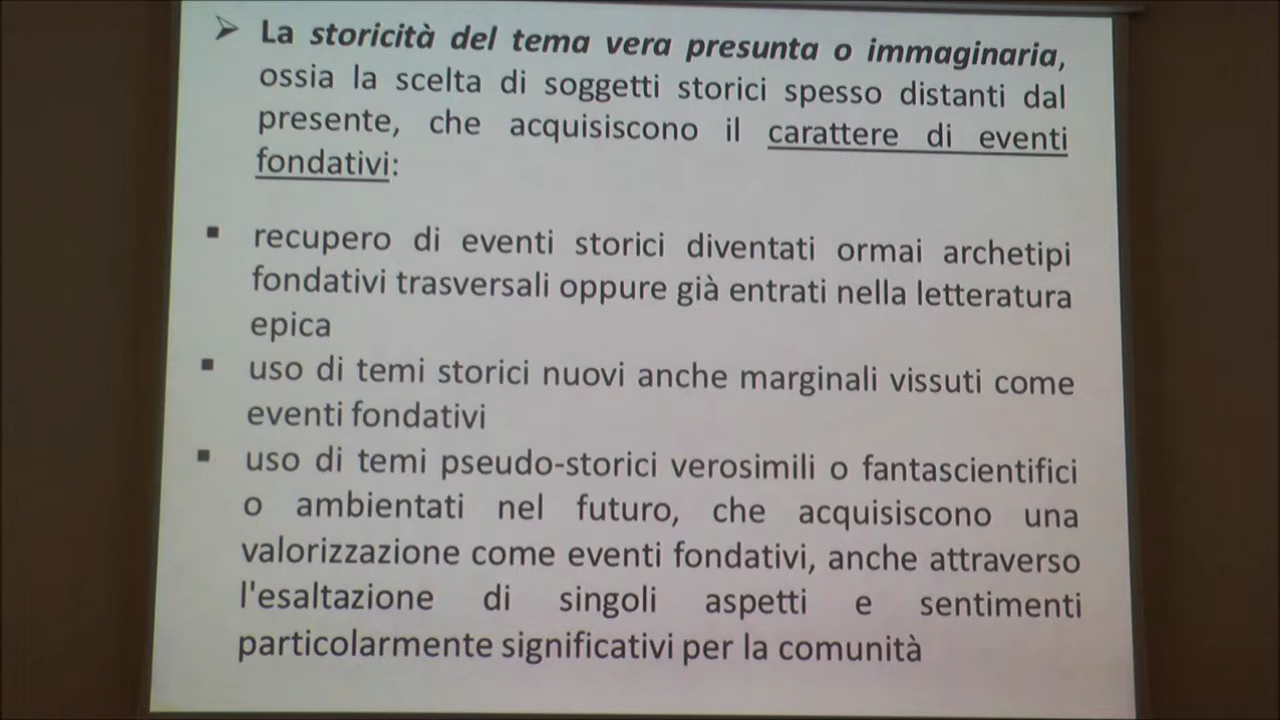 La storicità del tema vera presunta o immaginaria,
ossia la scelta di soggetti storici spesso distanti dal
presente, che acquisiscono il carattere di eventi
fondativi:
recupero di eventi storici diventati ormai archetipi
fondativi trasversali oppure già entrati nella letteratura
epica
uso di temi storici nuovi anche marginali vissuti come
eventi fondativi
uso di temi pseudo-storici verosimili o fantascientifici
o ambientati nel futuro, che acquisiscono una
valorizzazione come eventi fondativi, anche attraverso
l'esaltazione di singoli aspetti e sentimenti
particolarmente significativi per la comunità